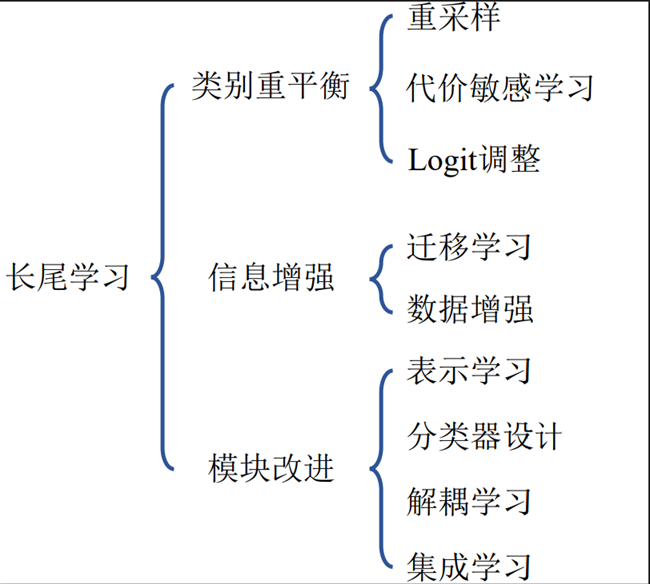 长尾学习
类别重平衡
重采样
代价敏感学习
Logit调整
信息增强
迁移学习
数据增强
模块改进
表示学习
分类器设计
解耦学习
集成学习